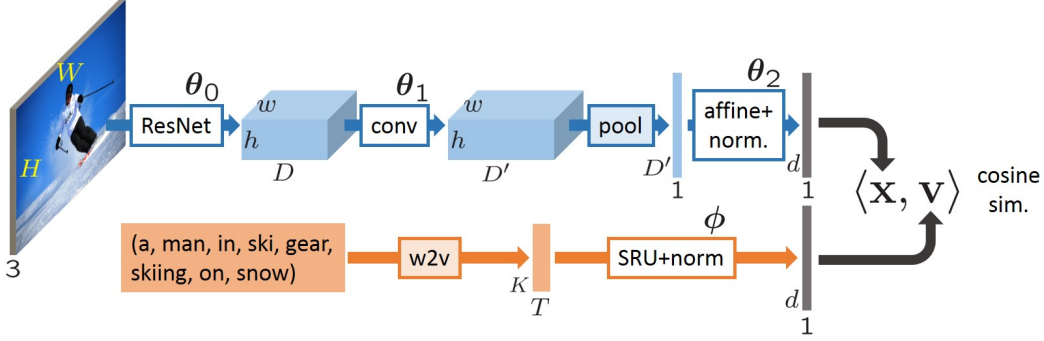 W
H
3
θ₀
ResNet
w
h
D
θ₁
conv
w
h
D′
pool
D′
1
θ₂
affine+
norm.
d
1
⟨x, v⟩
cosine
sim.
(a, man, in, ski, gear,
skiing, on, snow)
w2v
K
T
ϕ
SRU+norm
d
1